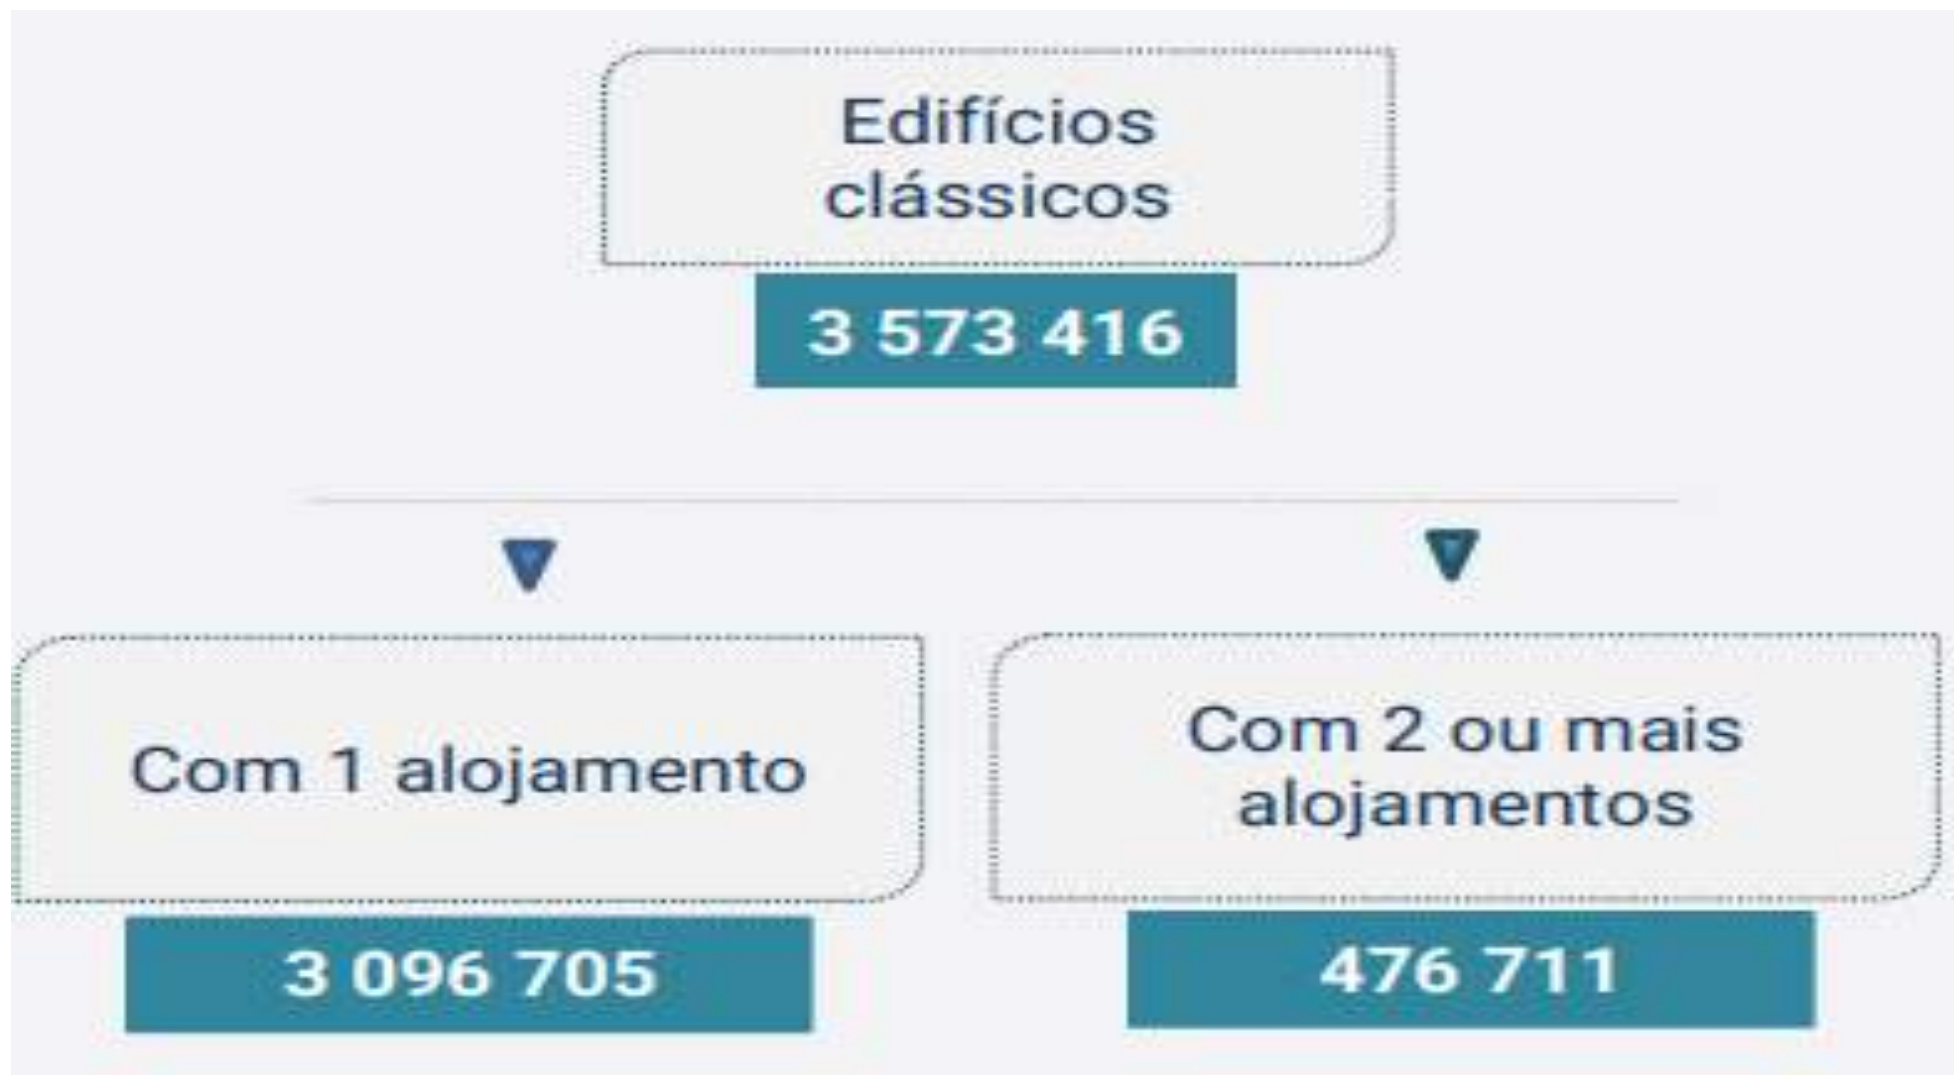 Edifícios
clássicos
3 573 416
Com 1 alojamento
3 096 705
Com 2 ou mais
alojamentos
476 711